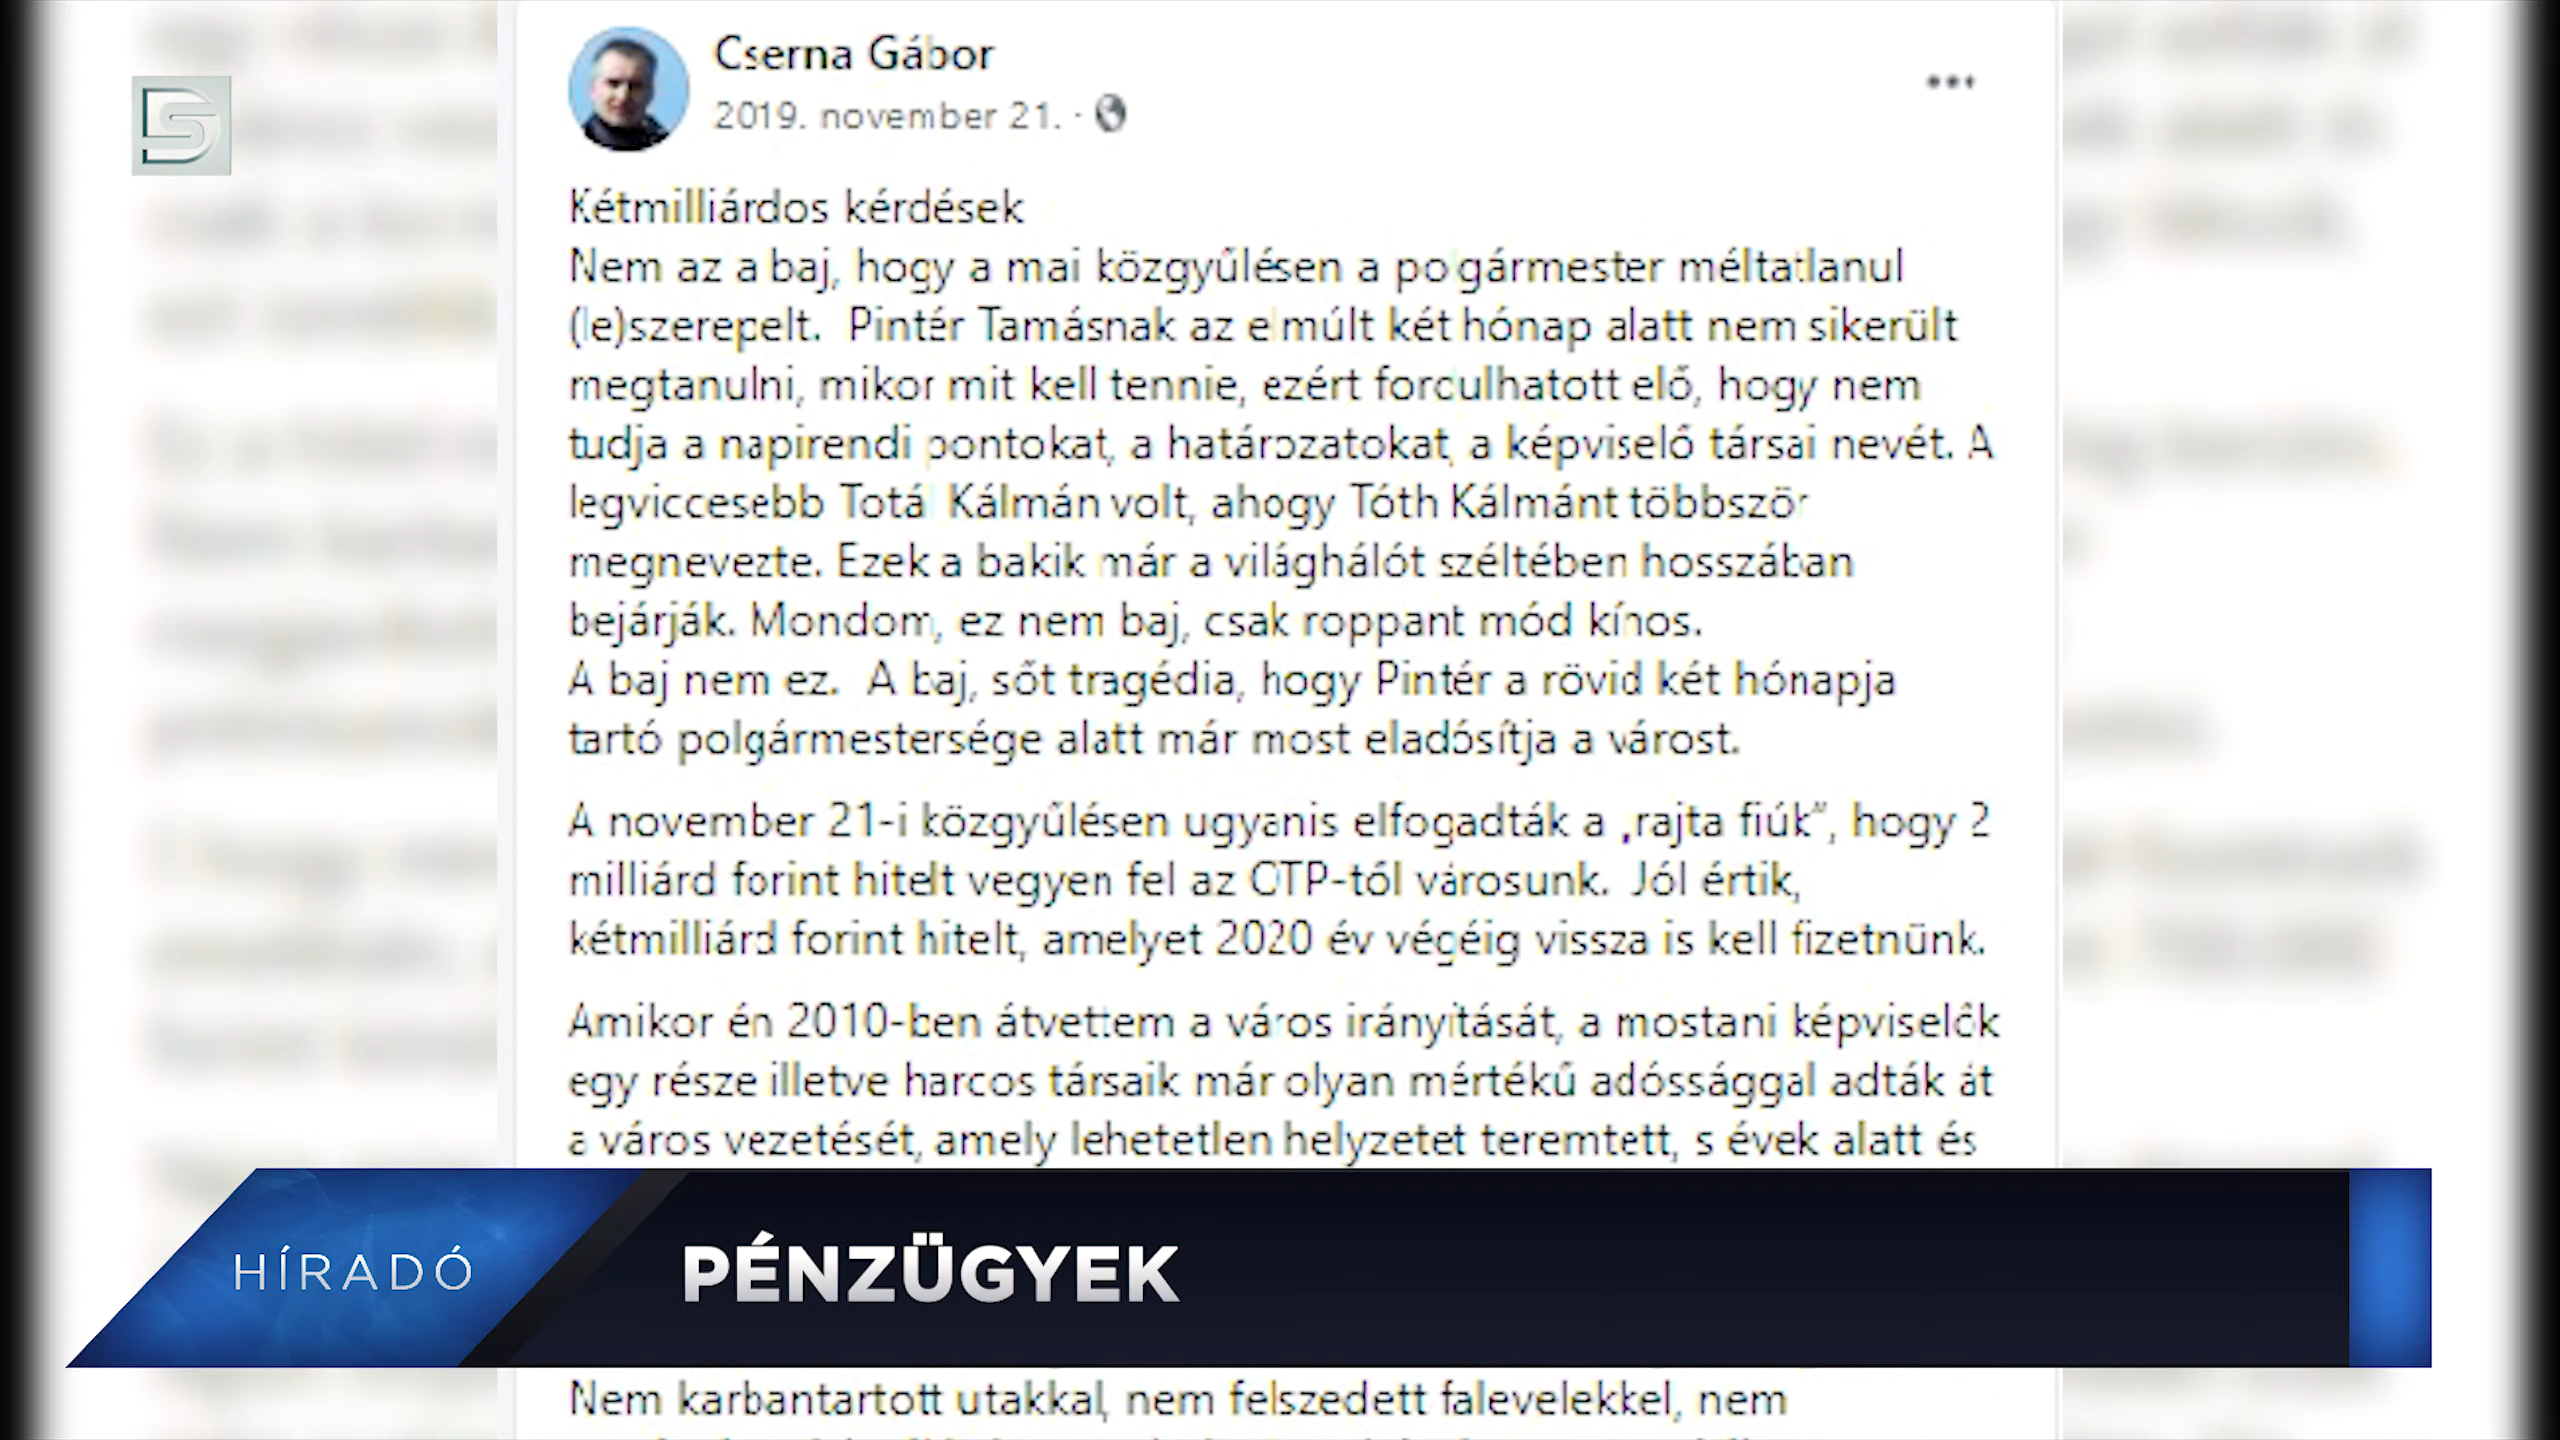 Cserna Gábor
2019. november 21. ·
Kétmilliárdos kérdések
Nem az a baj, hogy a mai közgyűlésen a polgármester méltatlanul
(le)szerepelt. Pintér Tamásnak az elmúlt két hónap alatt nem sikerült
megtanulni, mikor mit kell tennie, ezért fordulhatott elő, hogy nem
tudja a napirendi pontokat, a határozatokat, a képviselő társai nevét. A
legviccesebb Totál Kálmán volt, ahogy Tóth Kálmánt többször
megnevezte. Ezek a bakik már a világhálót széltében hosszában
bejárják. Mondom, ez nem baj, csak roppant mód kínos.
A baj nem ez. A baj, sőt tragédia, hogy Pintér a rövid két hónapja
tartó polgármestersége alatt már most eladósítja a várost.
A november 21-i közgyűlésen ugyanis elfogadták a „rajta fiúk”, hogy 2
milliárd forint hitelt vegyen fel az OTP-től városunk. Jól értik,
kétmilliárd forint hitelt, amelyet 2020 év végéig vissza is kell fizetnünk.
Amikor én 2010-ben átvettem a város irányítását, a mostani képviselők
egy része illetve harcos társaik már olyan mértékű adóssággal adták át
a város vezetését, amely lehetetlen helyzetet teremtett, s évek alatt és
HÍRADÓ
PÉNZÜGYEK
Nem karbantartott utakkal, nem felszedett falevelekkel, nem